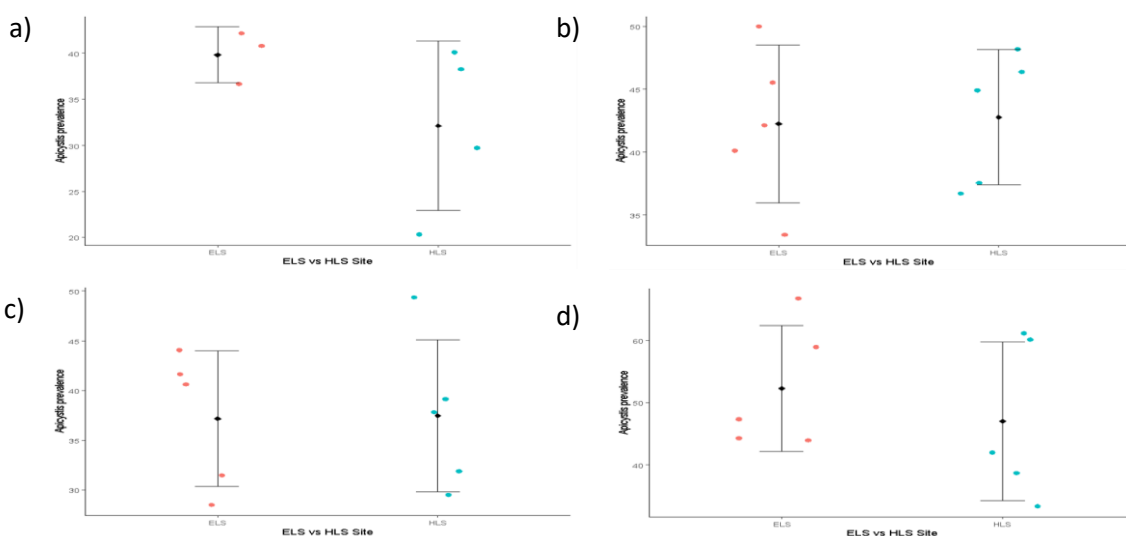 a)
Apicystis prevalence
40
35
30
25
20
ELS
HLS
ELS vs HLS Site
b)
Apicystis prevalence
50
45
40
35
ELS
HLS
ELS vs HLS Site
c)
Apicystis prevalence
50
45
40
35
30
ELS
HLS
ELS vs HLS Site
d)
Apicystis prevalence
60
50
40
ELS
HLS
ELS vs HLS Site